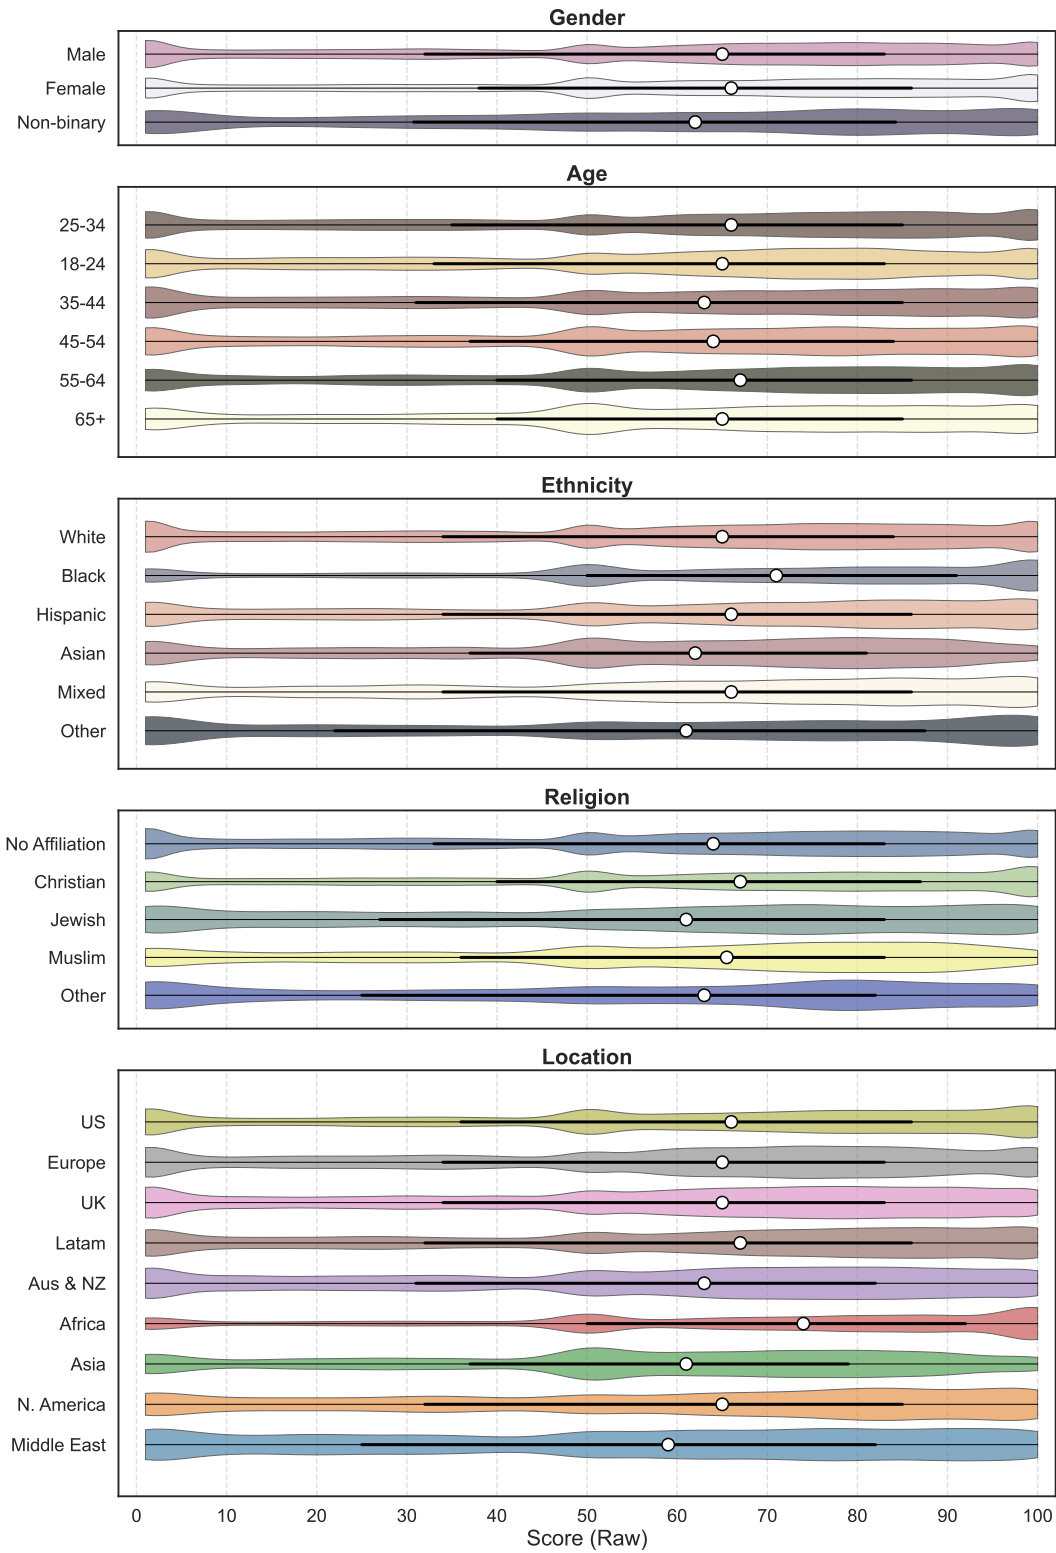 Gender
Male
Female
Non-binary
Age
25-34
18-24
35-44
45-54
55-64
65+
Ethnicity
White
Black
Hispanic
Asian
Mixed
Other
Religion
No Affiliation
Christian
Jewish
Muslim
Other
Location
US
Europe
UK
Latam
Aus & NZ
Africa
Asia
N. America
Middle East
0 10 20 30 40 50 60 70 80 90 100
Score (Raw)